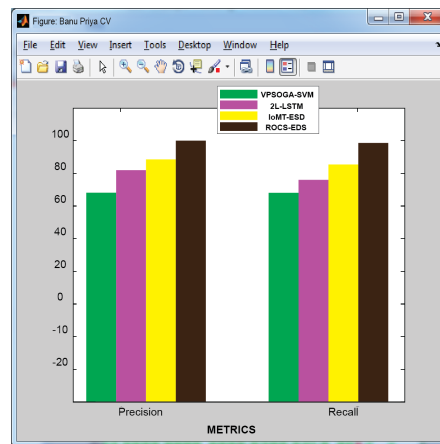 Figure: Banu Priya CV
File Edit View Insert Tools Desktop Window Help
VPSOGA-SVM
2L-LSTM
IoMT-ESD
ROCS-EDS
100
80
60
40
20
0
-10
-20
Precision Recall
METRICS